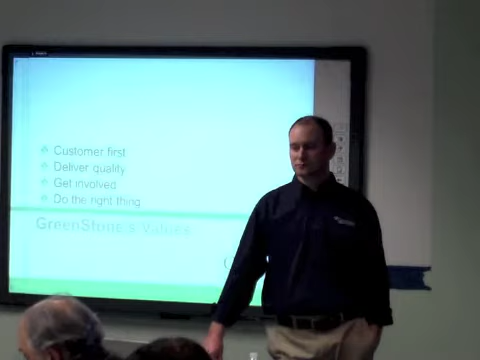 Customer first
Deliver quality
Get involved
Do the right thing
GreenStone's Values